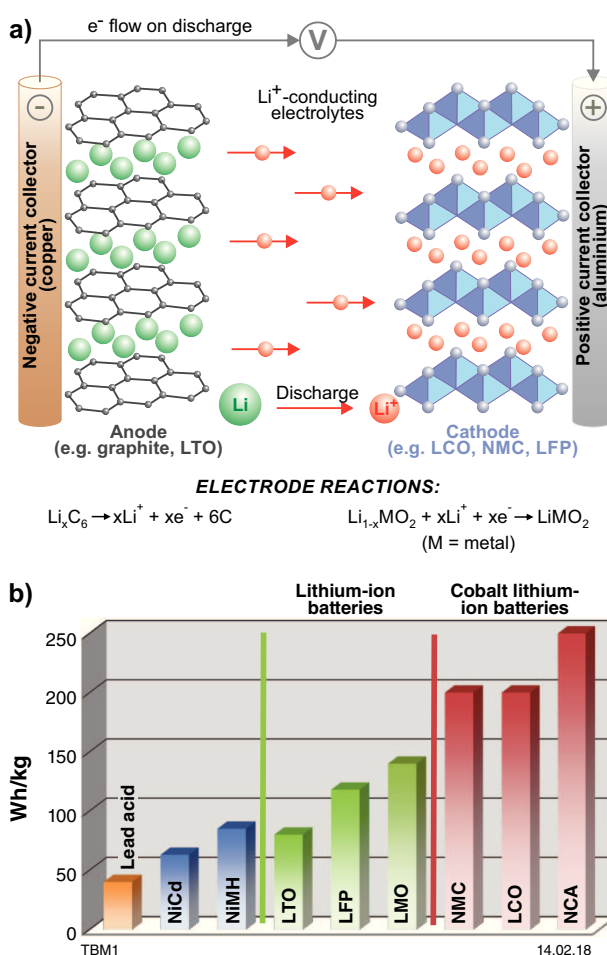 a)
e⁻ flow on discharge
V
-
+
Li⁺-conducting
electrolytes
Negative current collector
(copper)
Positive current collector
(aluminium)
Li
Discharge
Li⁺
Anode
(e.g. graphite, LTO)
Cathode
(e.g. LCO, NMC, LFP)
ELECTRODE REACTIONS:
LiₓC₆ → xLi⁺ + xe⁻ + 6C
Li₁₋ₓMO₂ + xLi⁺ + xe⁻ → LiMO₂
(M = metal)
b)
Lithium-ion
batteries
Cobalt lithium-
ion batteries
Wh/kg
250
200
150
100
50
0
Lead acid
NiCd
NiMH
LTO
LFP
LMO
NMC
LCO
NCA
TBM1
14.02.18